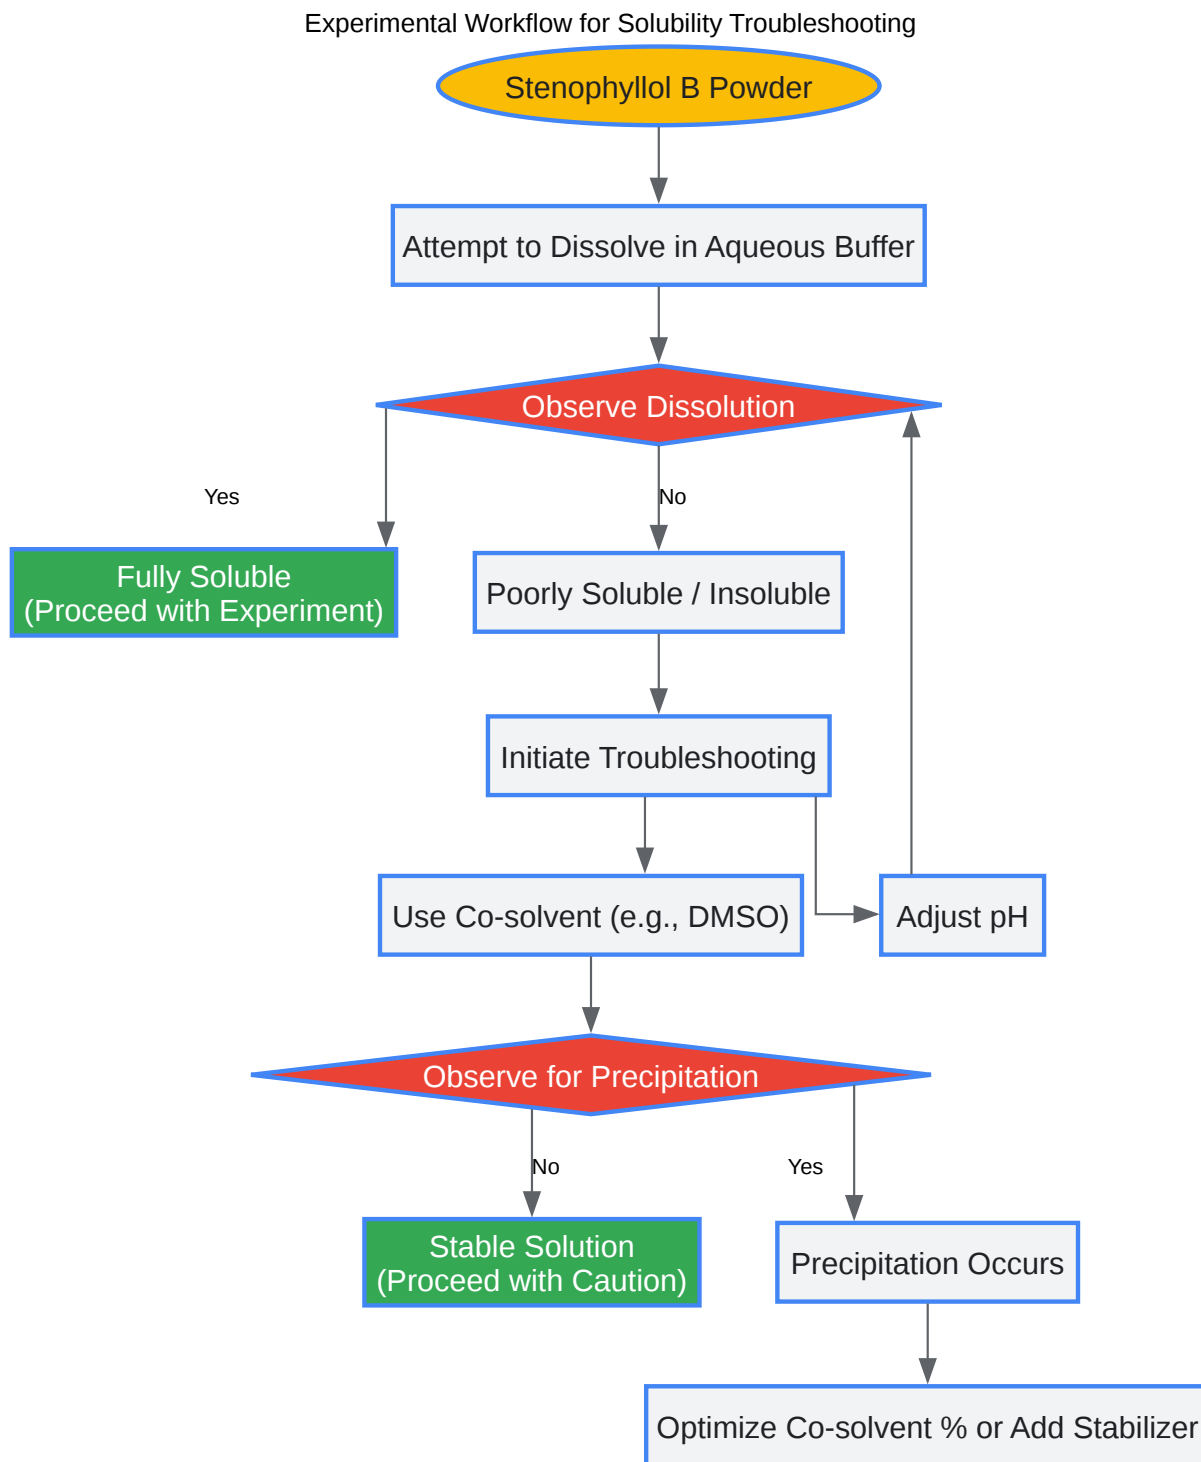 Experimental Workflow for Solubility Troubleshooting
Stenophyllol B Powder
Attempt to Dissolve in Aqueous Buffer
Observe Dissolution
Yes
No
Fully Soluble
(Proceed with Experiment)
Poorly Soluble / Insoluble
Initiate Troubleshooting
Use Co-solvent (e.g., DMSO)
Adjust pH
Observe for Precipitation
No
Yes
Stable Solution
(Proceed with Caution)
Precipitation Occurs
Optimize Co-solvent % or Add Stabilizer